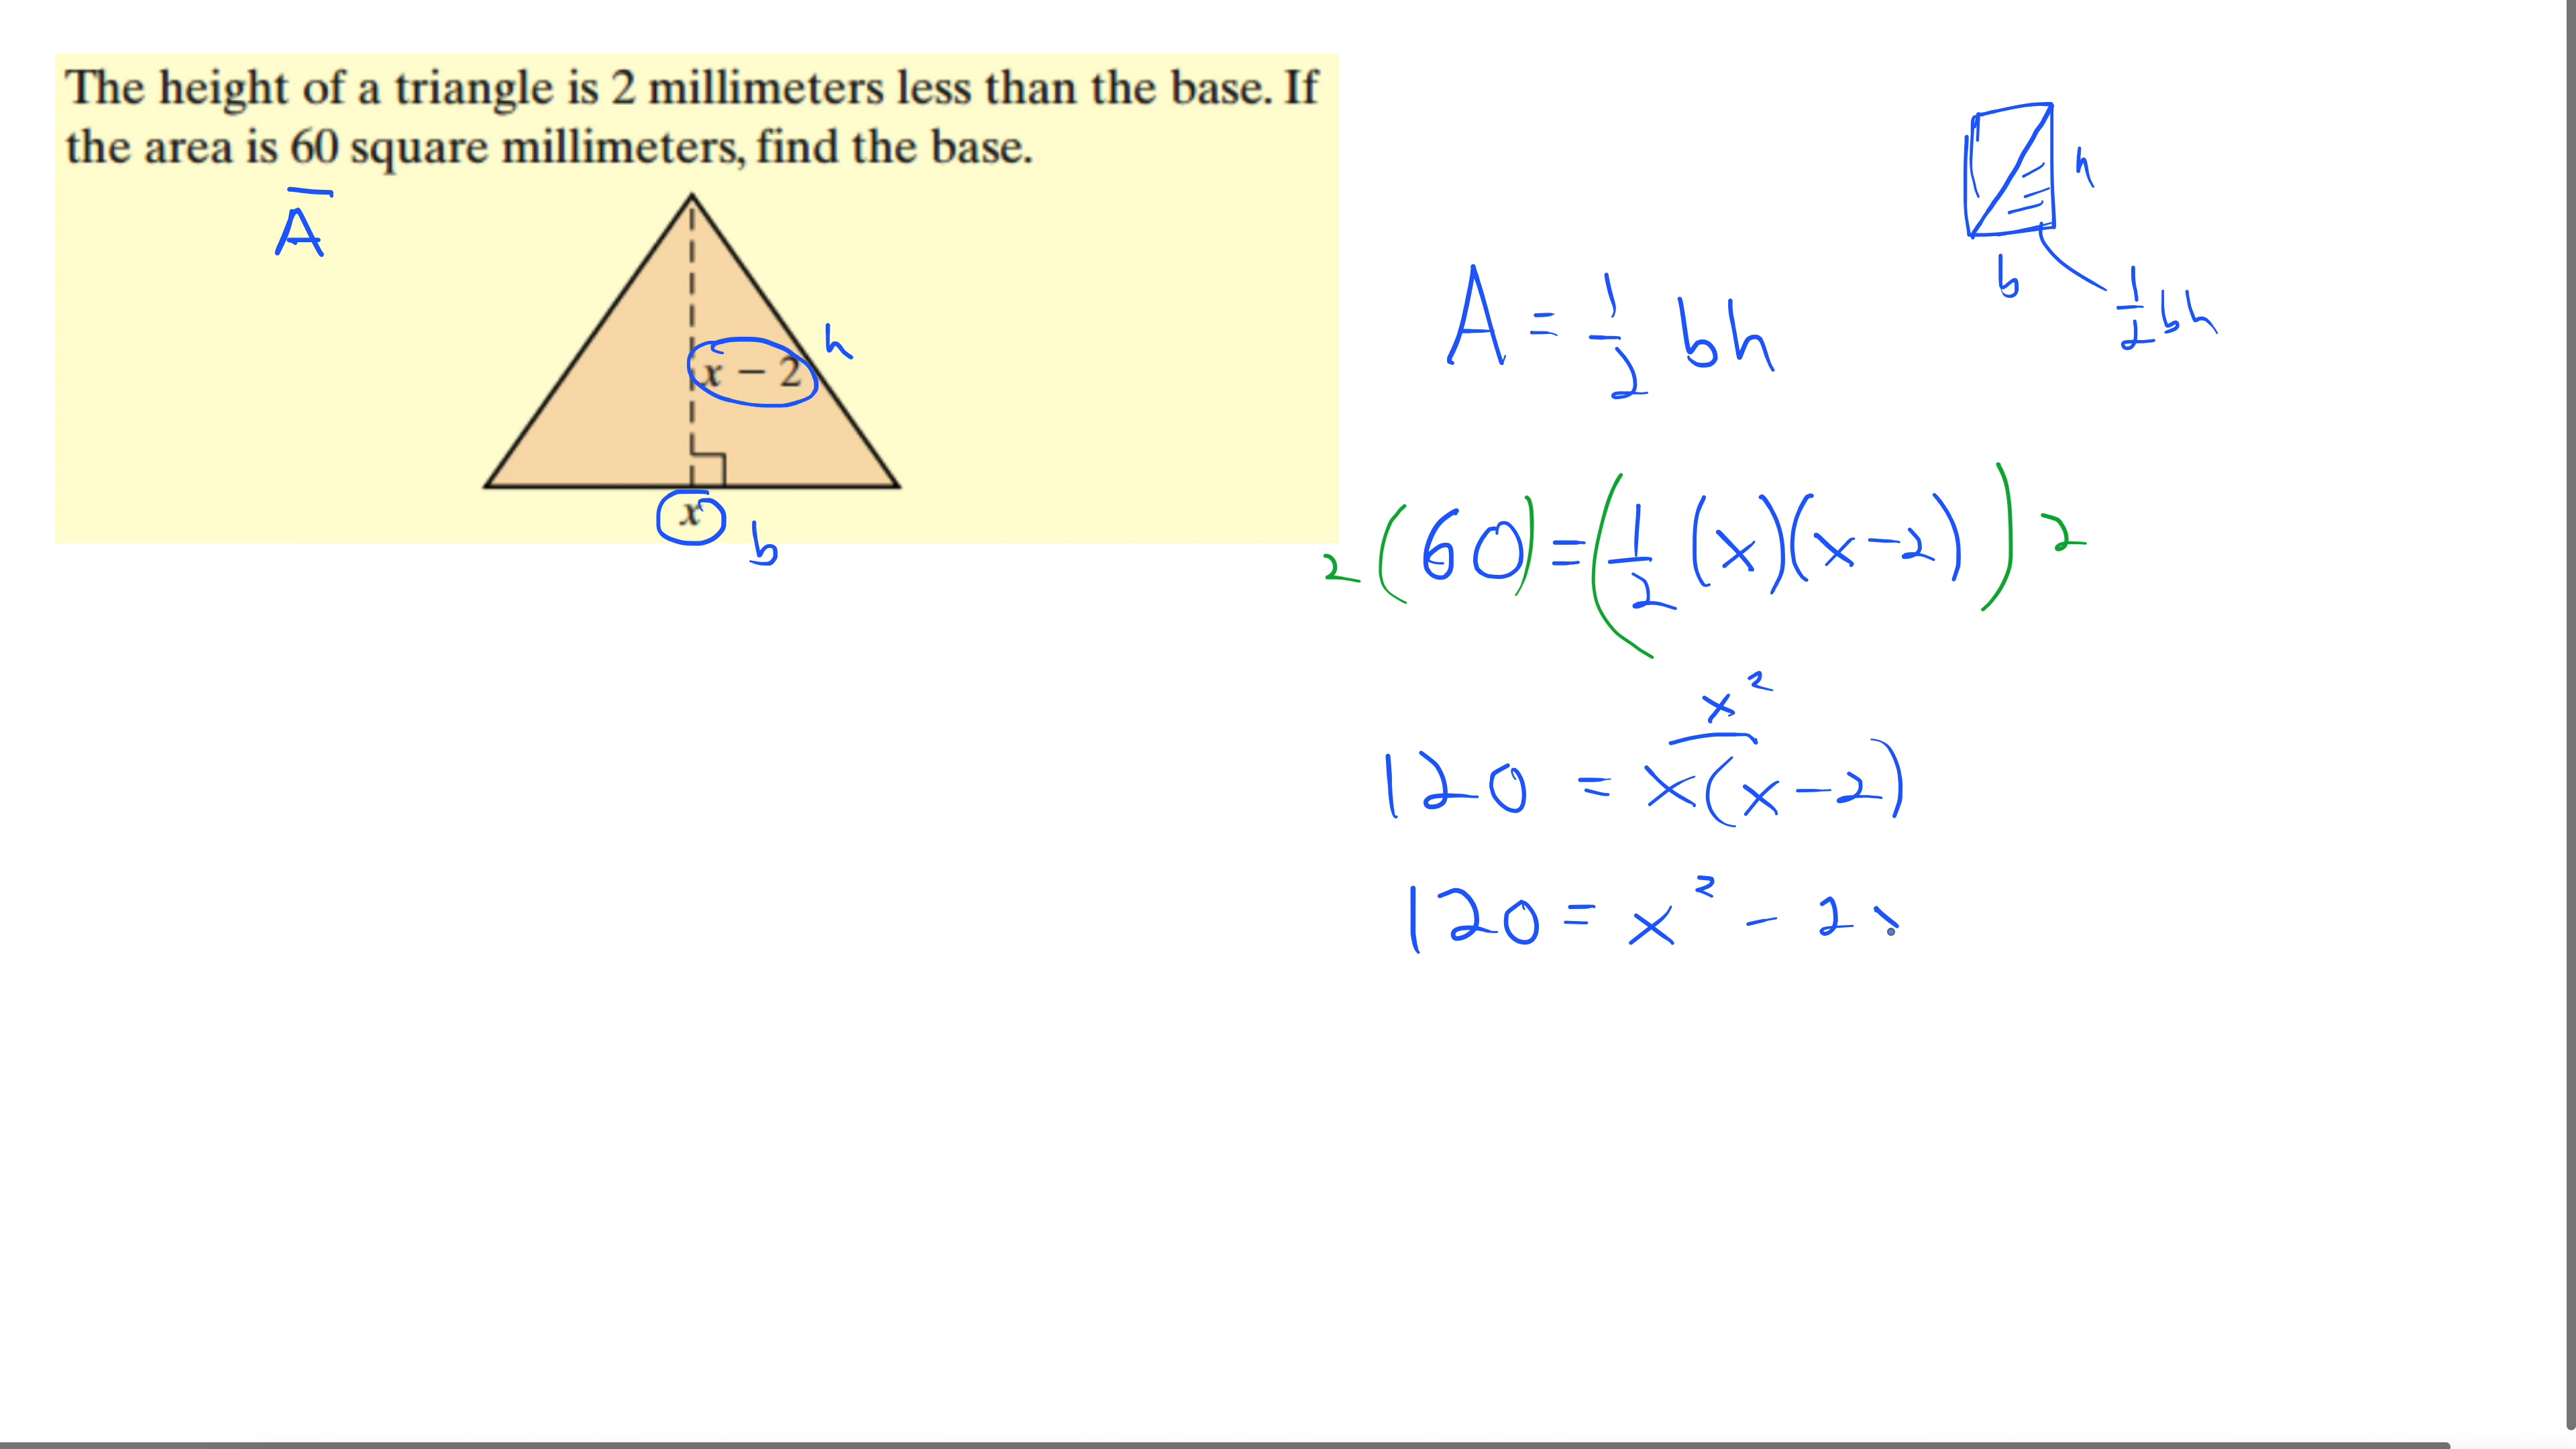 The height of a triangle is 2 millimeters less than the base. If
the area is 60 square millimeters, find the base.
A
x − 2
h
x
b
h
b
1/2 bh
A = 1/2 bh
2(60) = (1/2 (x)(x-2))2
x²
120 = x(x-2)
120 = x² - 2x